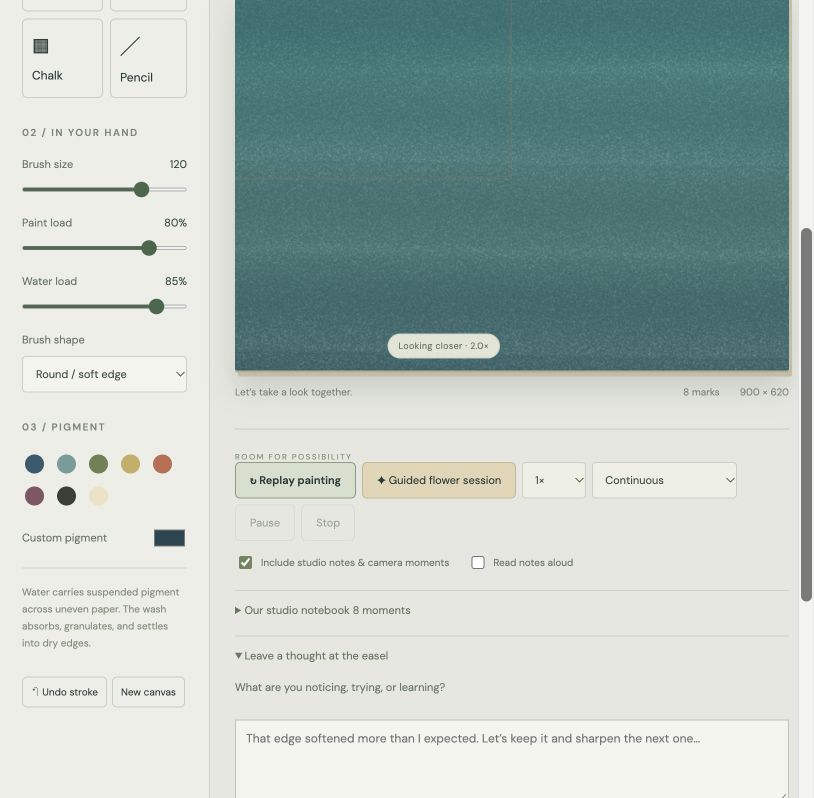 Chalk
Pencil
02 / IN YOUR HAND
Brush size 120
Paint load 80%
Water load 85%
Brush shape
Round / soft edge
03 / PIGMENT
Custom pigment
Water carries suspended pigment
across uneven paper. The wash
absorbs, granulates, and settles
into dry edges.
Undo stroke
New canvas
Looking closer · 2.0×
Let's take a look together.
8 marks 900 × 620
ROOM FOR POSSIBILITY
↻ Replay painting
✦ Guided flower session
1×
Continuous
Pause
Stop
Include studio notes & camera moments
Read notes aloud
Our studio notebook 8 moments
Leave a thought at the easel
What are you noticing, trying, or learning?
That edge softened more than I expected. Let's keep it and sharpen the next one...